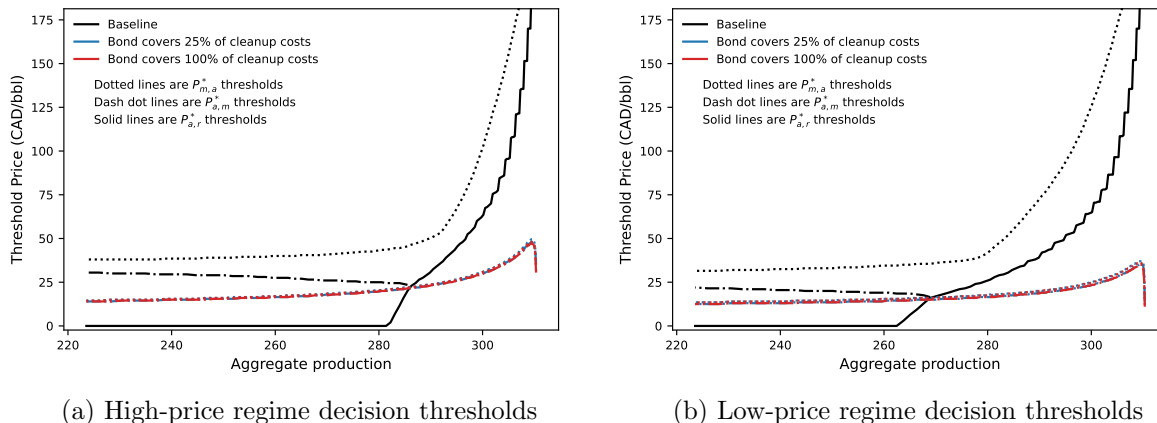 Threshold Price (CAD/bbl)
175
150
125
100
75
50
25
0
Baseline
Bond covers 25% of cleanup costs
Bond covers 100% of cleanup costs
Dotted lines are P*m,a thresholds
Dash dot lines are P*a,m thresholds
Solid lines are P*a,r thresholds
220 240 260 280 300
Aggregate production
(a) High-price regime decision thresholds
Threshold Price (CAD/bbl)
175
150
125
100
75
50
25
0
Baseline
Bond covers 25% of cleanup costs
Bond covers 100% of cleanup costs
Dotted lines are P*m,a thresholds
Dash dot lines are P*a,m thresholds
Solid lines are P*a,r thresholds
220 240 260 280 300
Aggregate production
(b) Low-price regime decision thresholds